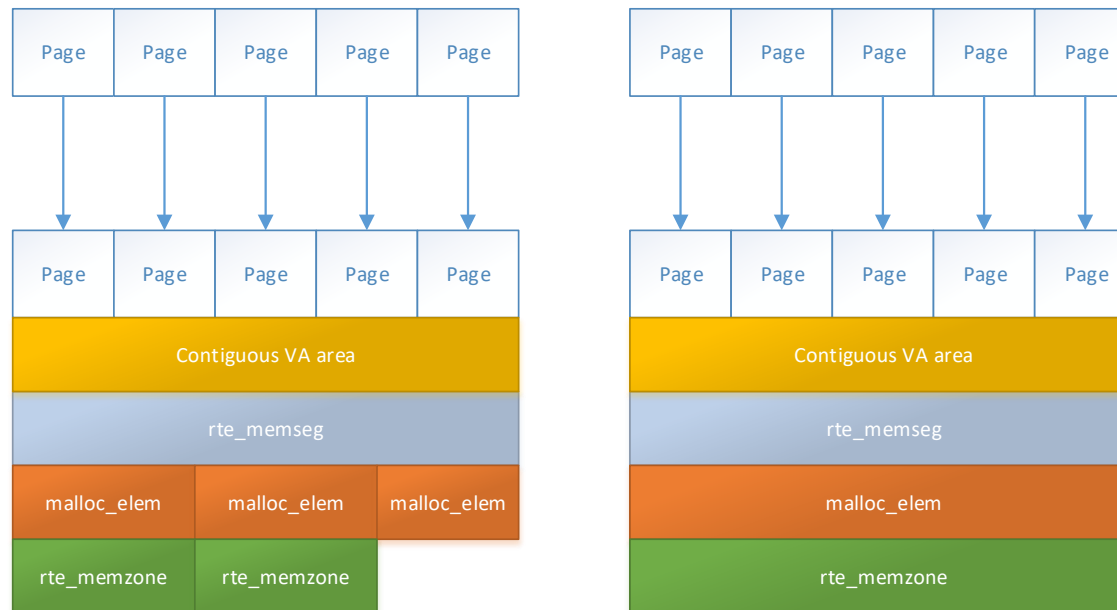 Page Page Page Page Page
Page Page Page Page Page
Contiguous VA area
rte_memseg
malloc_elem malloc_elem malloc_elem
rte_memzone rte_memzone
Page Page Page Page Page
Page Page Page Page Page
Contiguous VA area
rte_memseg
malloc_elem
rte_memzone